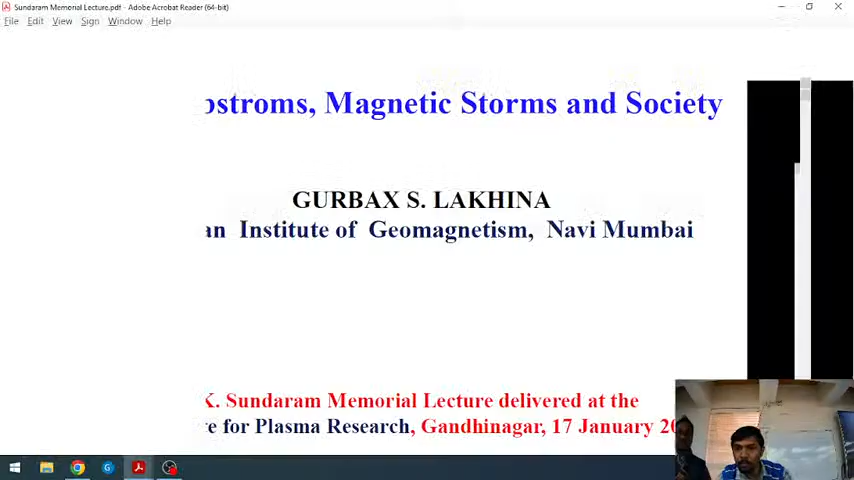 Sundaram Memorial Lecture.pdf - Adobe Acrobat Reader (64-bit)
File Edit View Sign Window Help
bstroms, Magnetic Storms and Society
GURBAX S. LAKHINA
an Institute of Geomagnetism, Navi Mumbai
K. Sundaram Memorial Lecture delivered at the
e for Plasma Research, Gandhinagar, 17 January 20